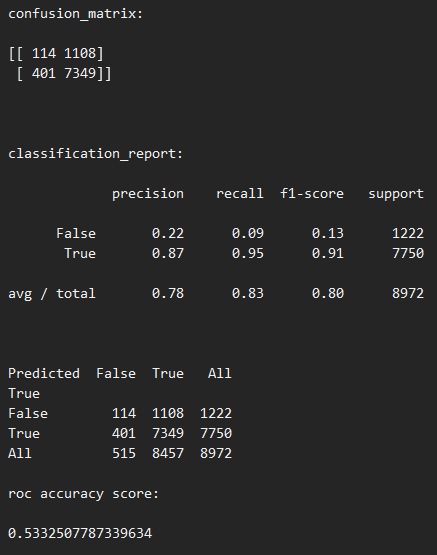 confusion_matrix:
[[ 114 1108]
[ 401 7349]]
classification_report:
precision recall f1-score support
False 0.22 0.09 0.13 1222
True 0.87 0.95 0.91 7750
avg / total 0.78 0.83 0.80 8972
Predicted False True All
True
False 114 1108 1222
True 401 7349 7750
All 515 8457 8972
roc accuracy score:
0.5332507787339634